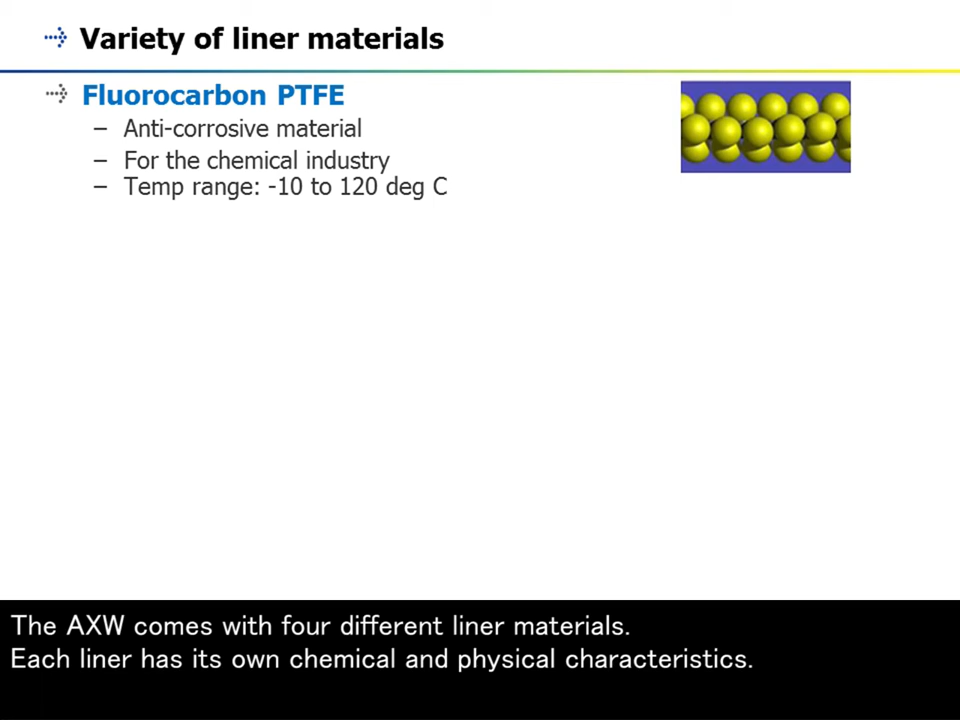 Variety of liner materials
Fluorocarbon PTFE
– Anti-corrosive material
– For the chemical industry
– Temp range: -10 to 120 deg C
The AXW comes with four different liner materials.
Each liner has its own chemical and physical characteristics.